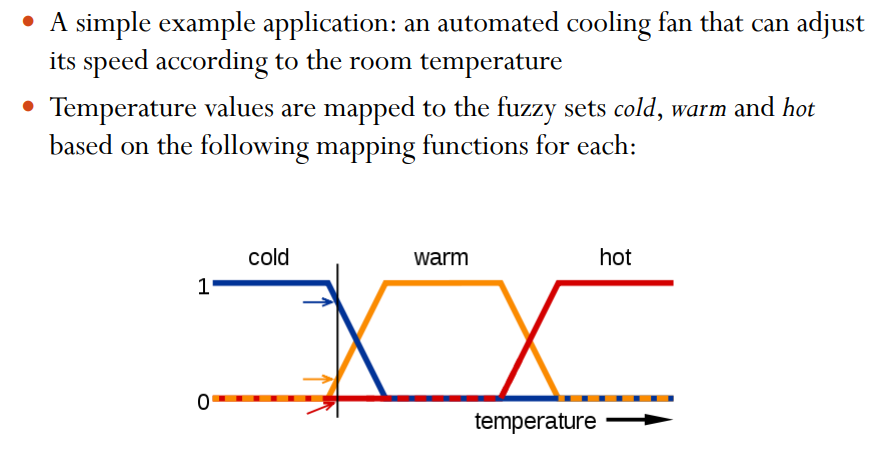 A simple example application: an automated cooling fan that can adjust
its speed according to the room temperature
Temperature values are mapped to the fuzzy sets cold, warm and hot
based on the following mapping functions for each:
cold
warm
hot
1
0
temperature